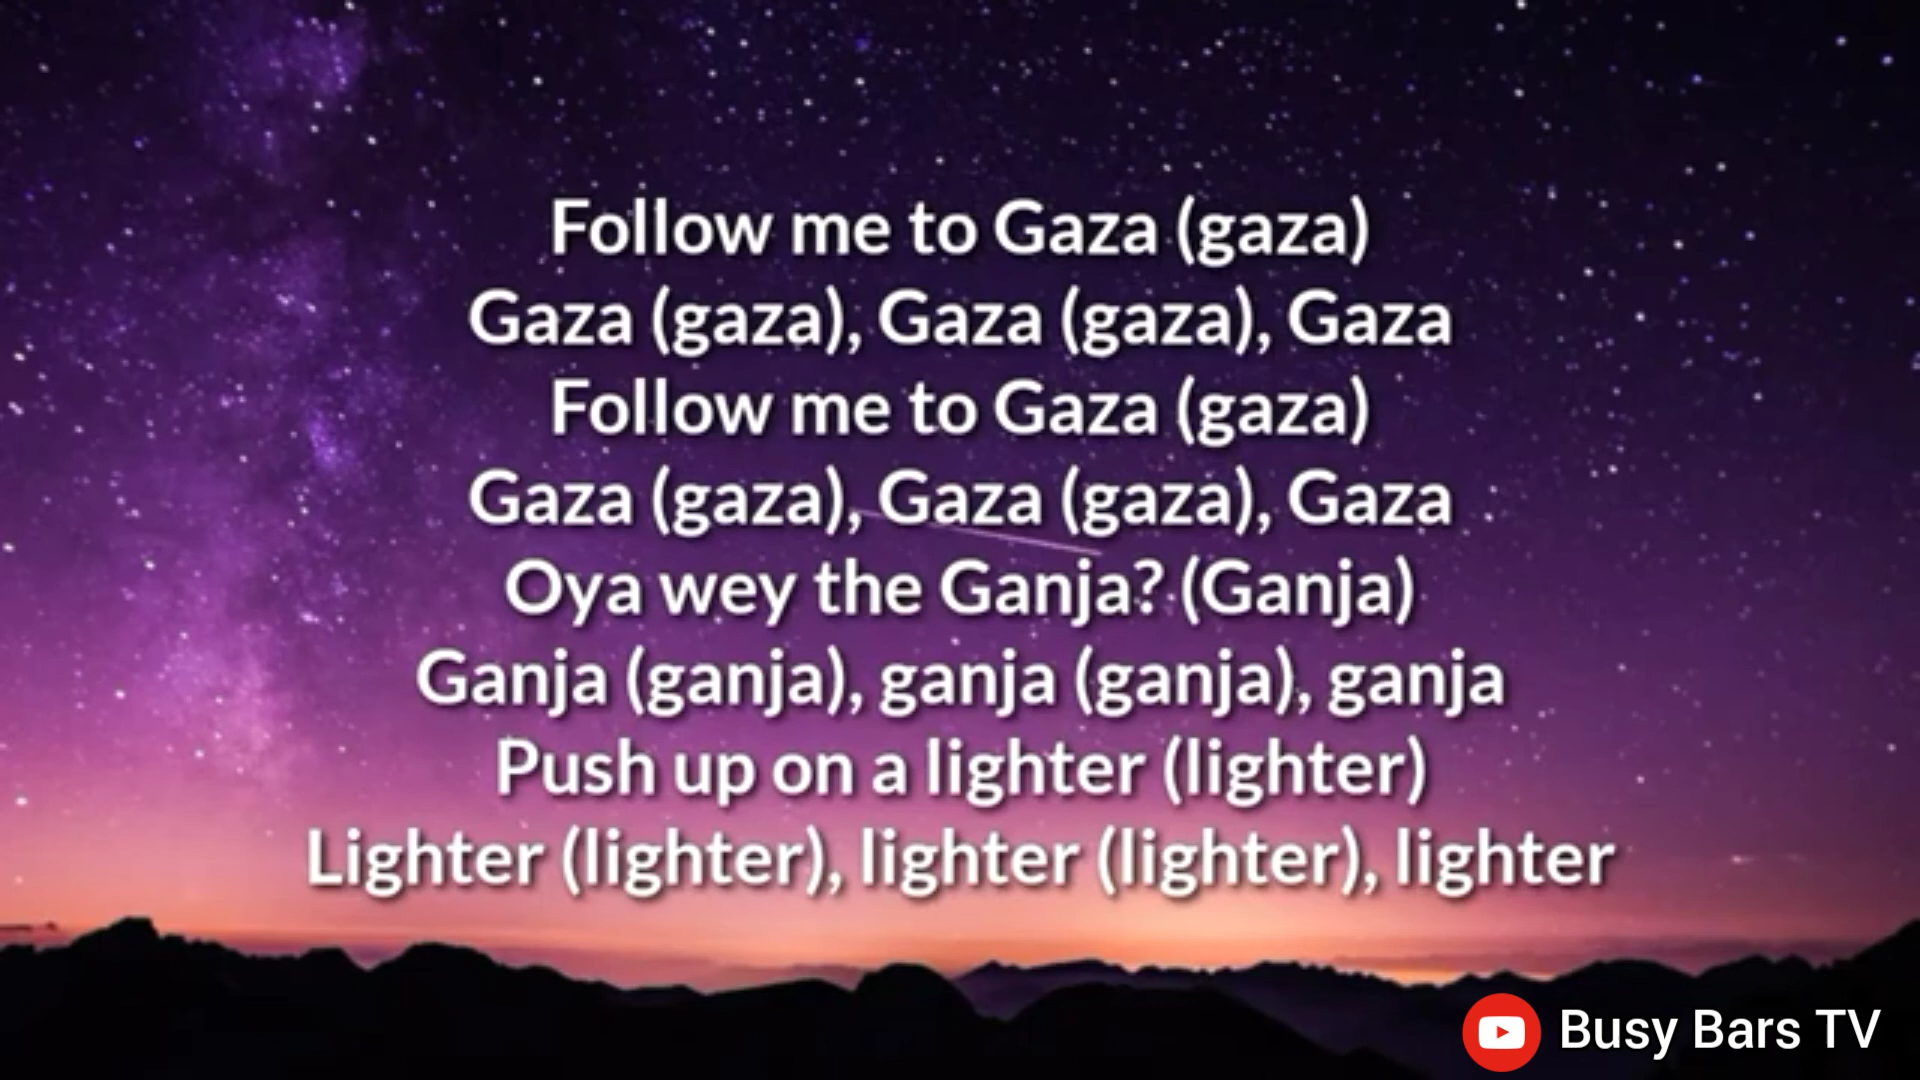 Follow me to Gaza (gaza)
Gaza (gaza), Gaza (gaza), Gaza
Follow me to Gaza (gaza)
Gaza (gaza), Gaza (gaza), Gaza
Oya wey the Ganja? (Ganja)
Ganja (ganja), ganja (ganja), ganja
Push up on a lighter (lighter)
Lighter (lighter), lighter (lighter), lighter
Busy Bars TV